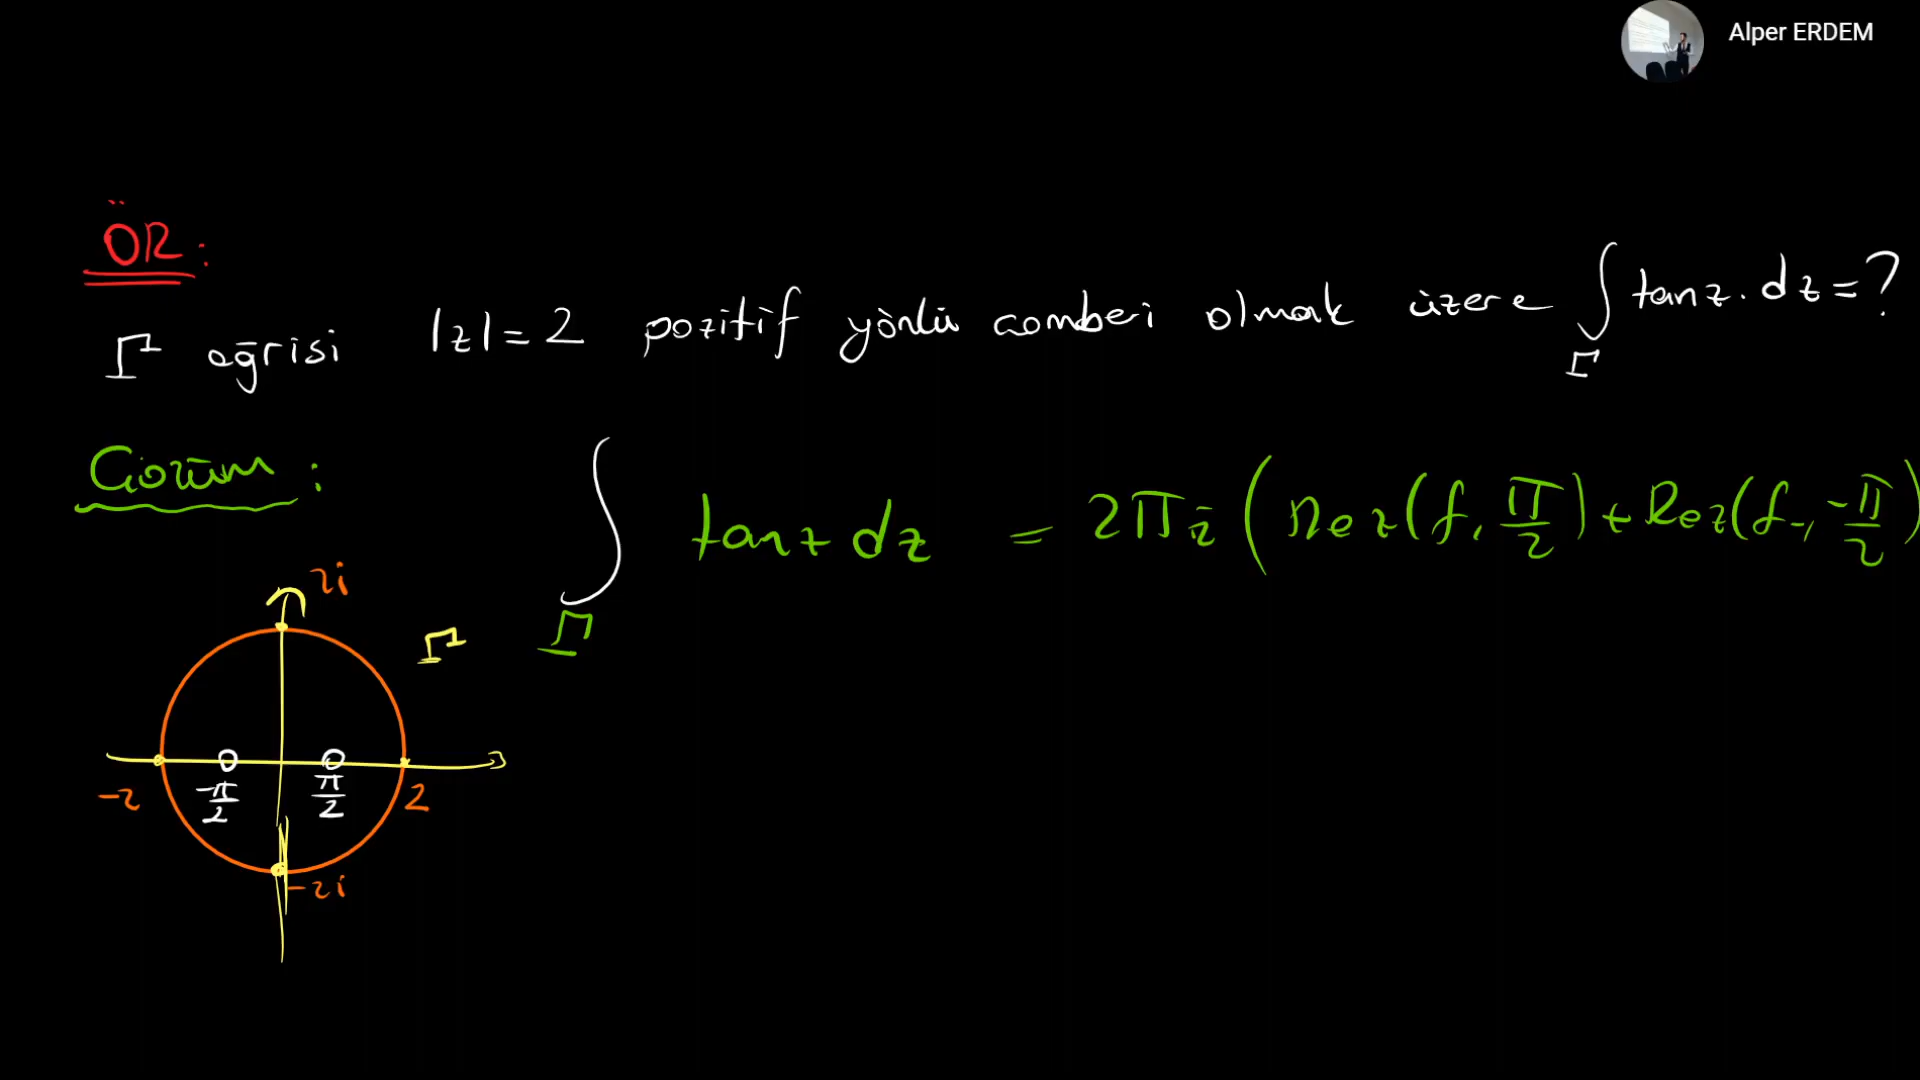 Alper ERDEM
ÖR:
Γ eğrisi |z| = 2 pozitif yönlü çemberi olmak üzere ∫_Γ tanz. dz = ?
Çözüm :
∫_Γ tanz dz = 2πi ( Rez(f, π/2) + Rez(f, -π/2)
2i
Γ
-2 -π/2 π/2 2
-2i